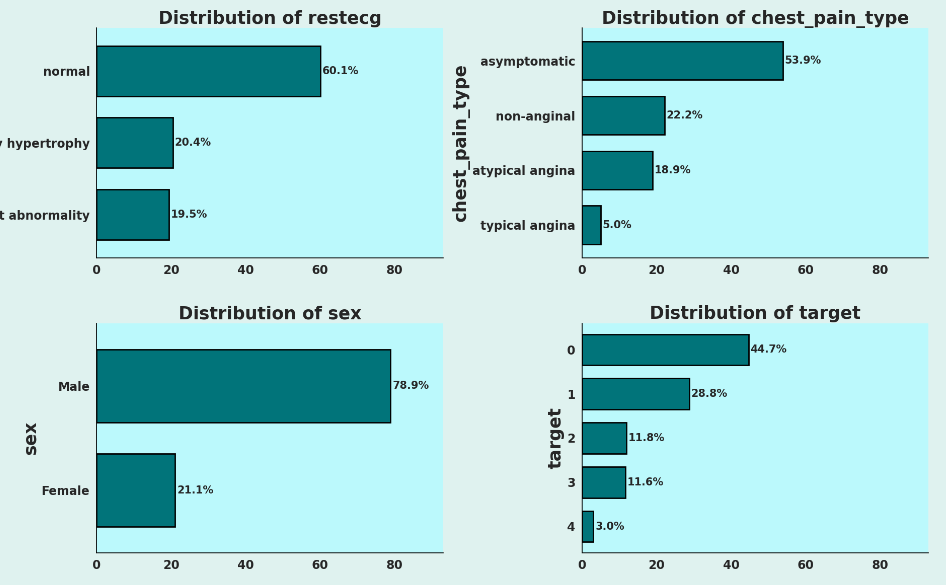 Distribution of restecg
normal
60.1%
y hypertrophy
20.4%
t abnormality
19.5%
0 20 40 60 80
Distribution of chest_pain_type
chest_pain_type
asymptomatic
53.9%
non-anginal
22.2%
atypical angina
18.9%
typical angina
5.0%
0 20 40 60 80
Distribution of sex
sex
Male
78.9%
Female
21.1%
0 20 40 60 80
Distribution of target
target
0
44.7%
1
28.8%
2
11.8%
3
11.6%
4
3.0%
0 20 40 60 80